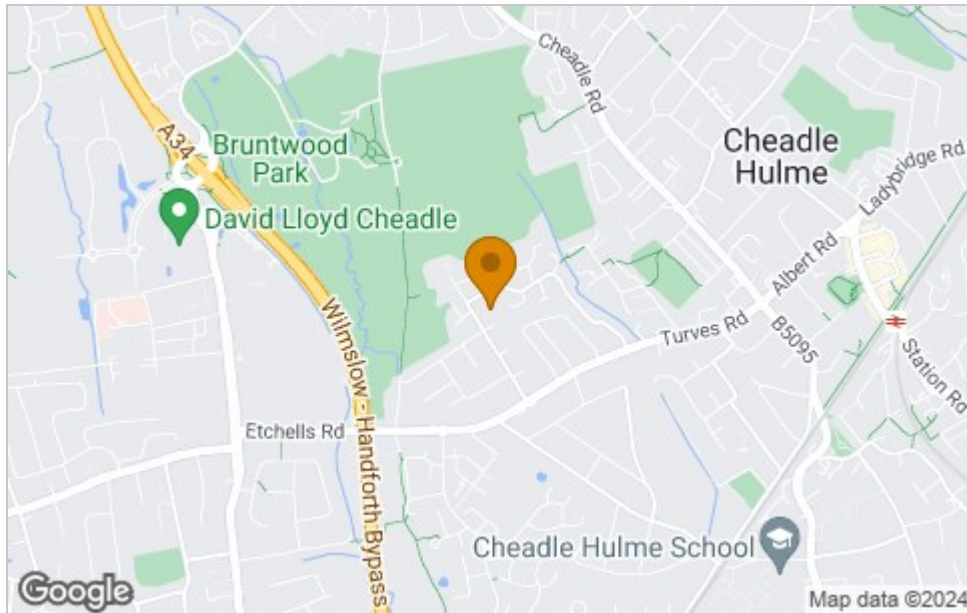 Cheadle Rd
Cheadle
Hulme
Ladybridge Rd
A34
Bruntwood
Park
David Lloyd Cheadle
Albert Rd
Turves Rd
B5095
Station Rd
Wilmslow - Handforth Bypass
Etchells Rd
Cheadle Hulme School
Google
Map data ©2024